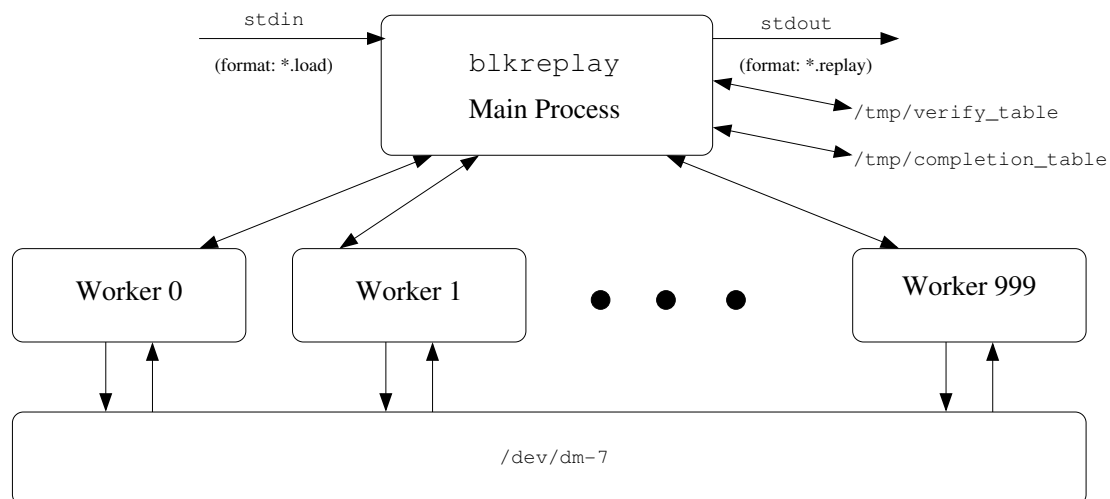 stdin
stdout
(format: *.load)
blkreplay
(format: *.replay)
Main Process
/tmp/verify_table
/tmp/completion_table
Worker 0
Worker 1
Worker 999
/dev/dm-7